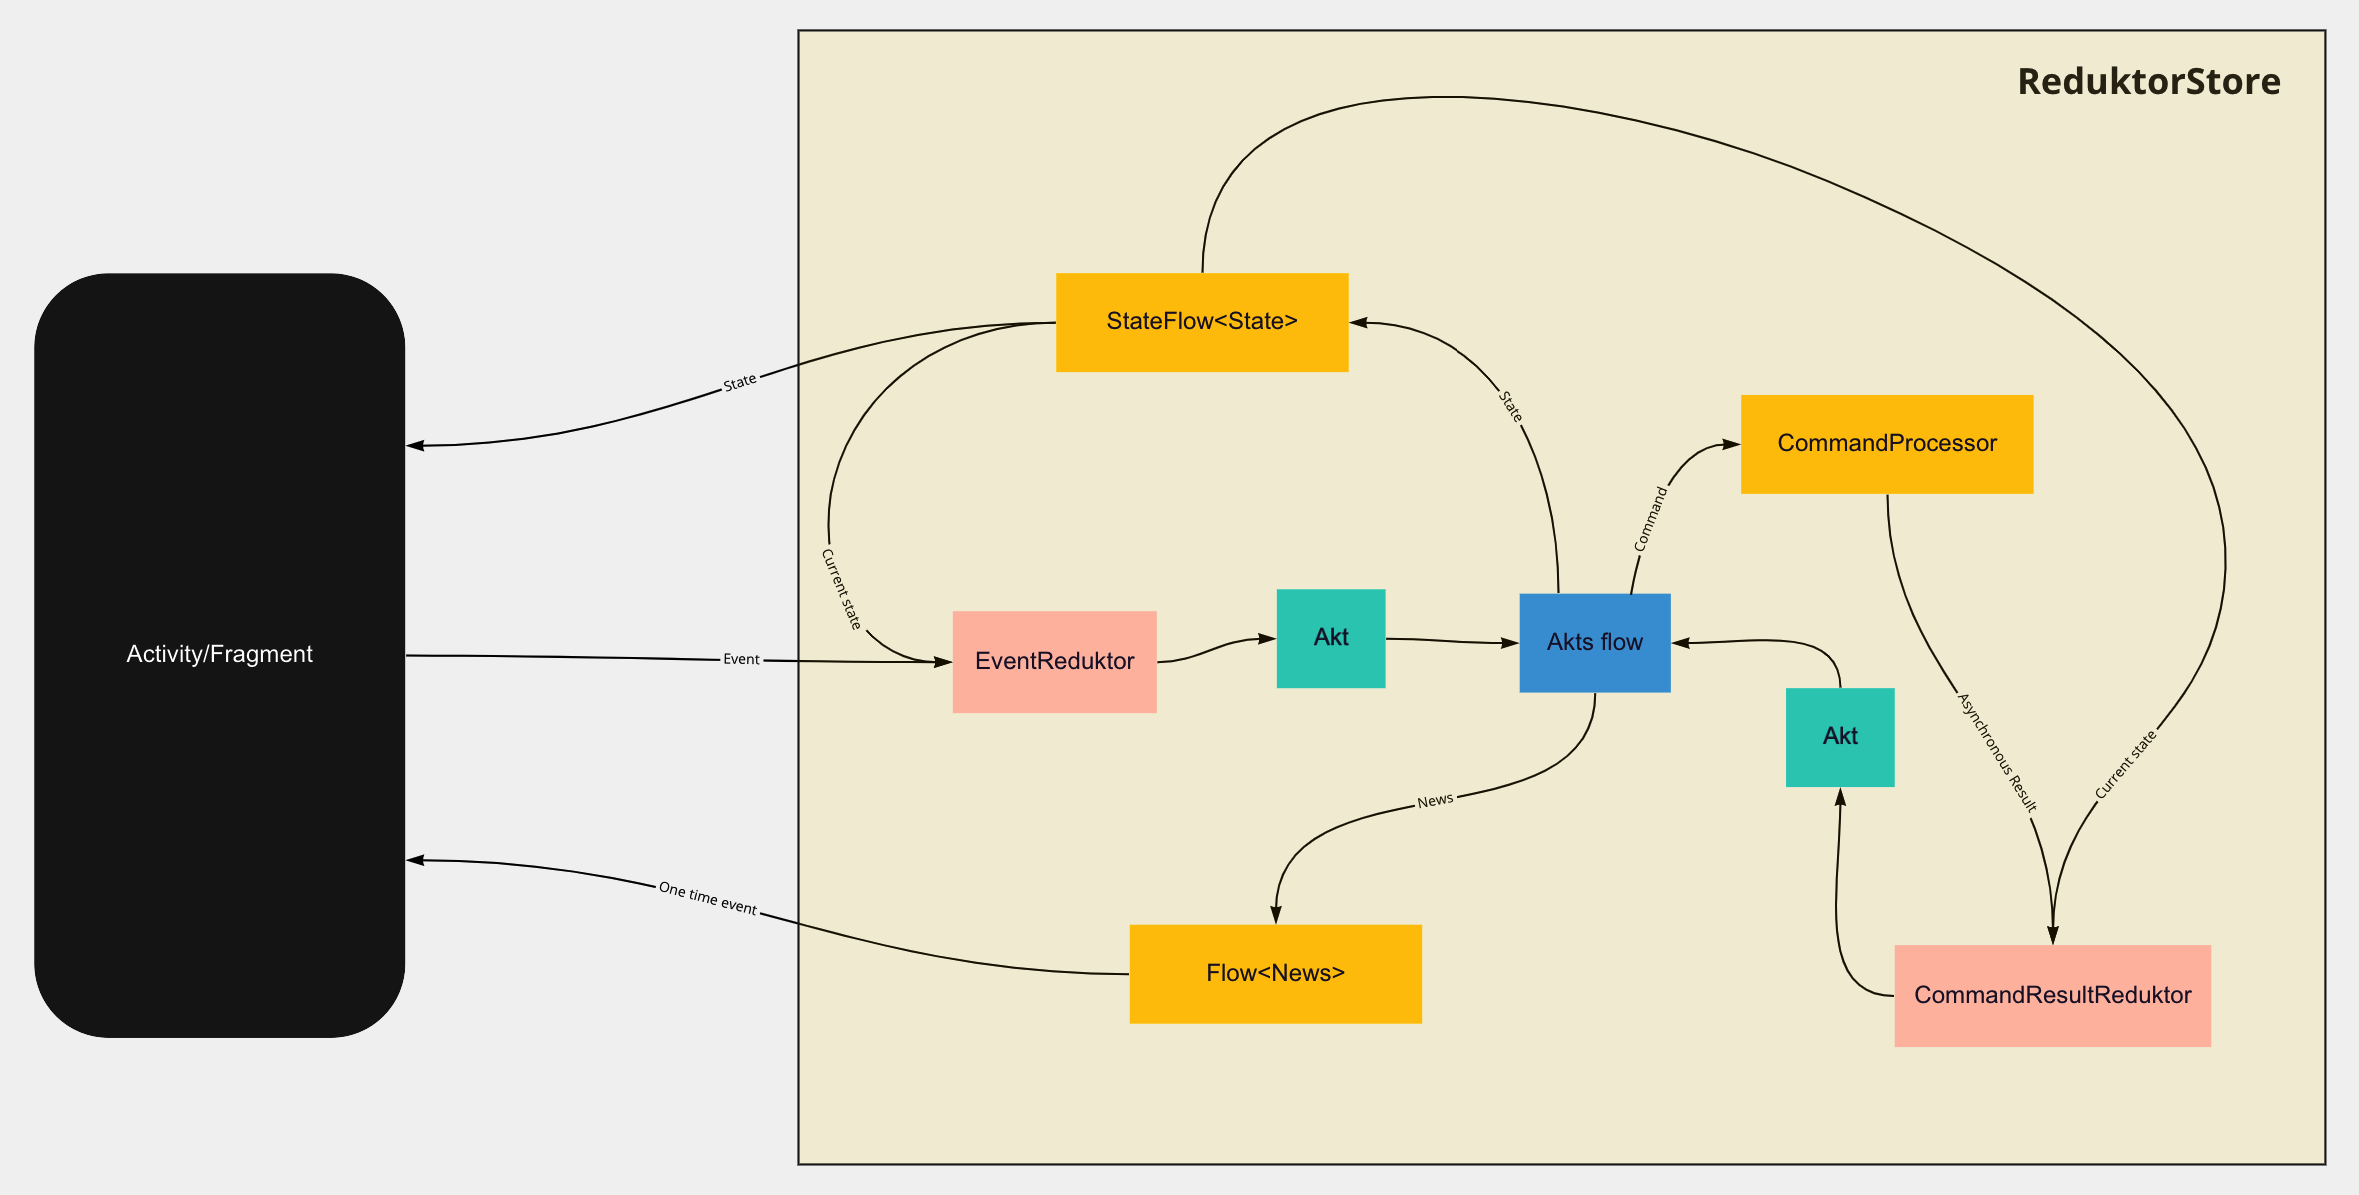 ReduktorStore
StateFlow<State>
State
State
CommandProcessor
Command
Current state
Activity/Fragment
Event
EventReduktor
Akt
Akts flow
Akt
Asynchronous Result
Current state
News
One time event
Flow<News>
CommandResultReduktor